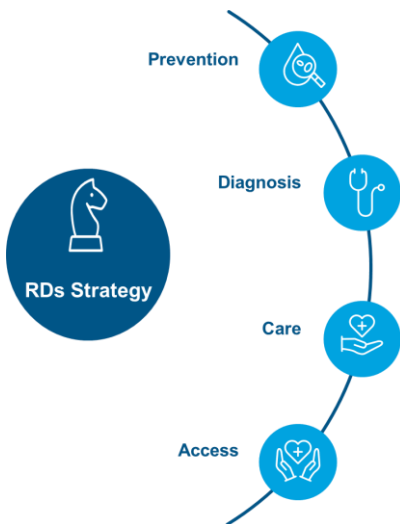 Prevention
Diagnosis
RDs Strategy
Care
Access